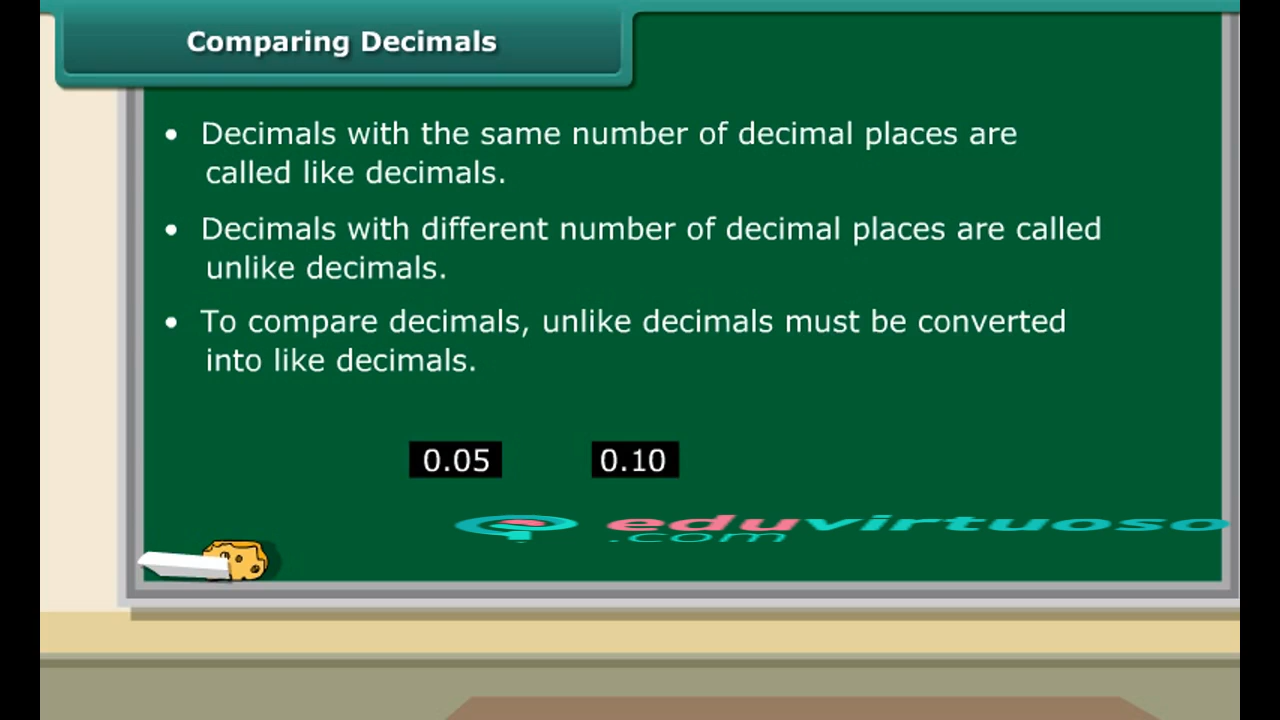 Comparing Decimals
• Decimals with the same number of decimal places are
called like decimals.
• Decimals with different number of decimal places are called
unlike decimals.
• To compare decimals, unlike decimals must be converted
into like decimals.
0.05 0.10
eduvirtuoso
.com